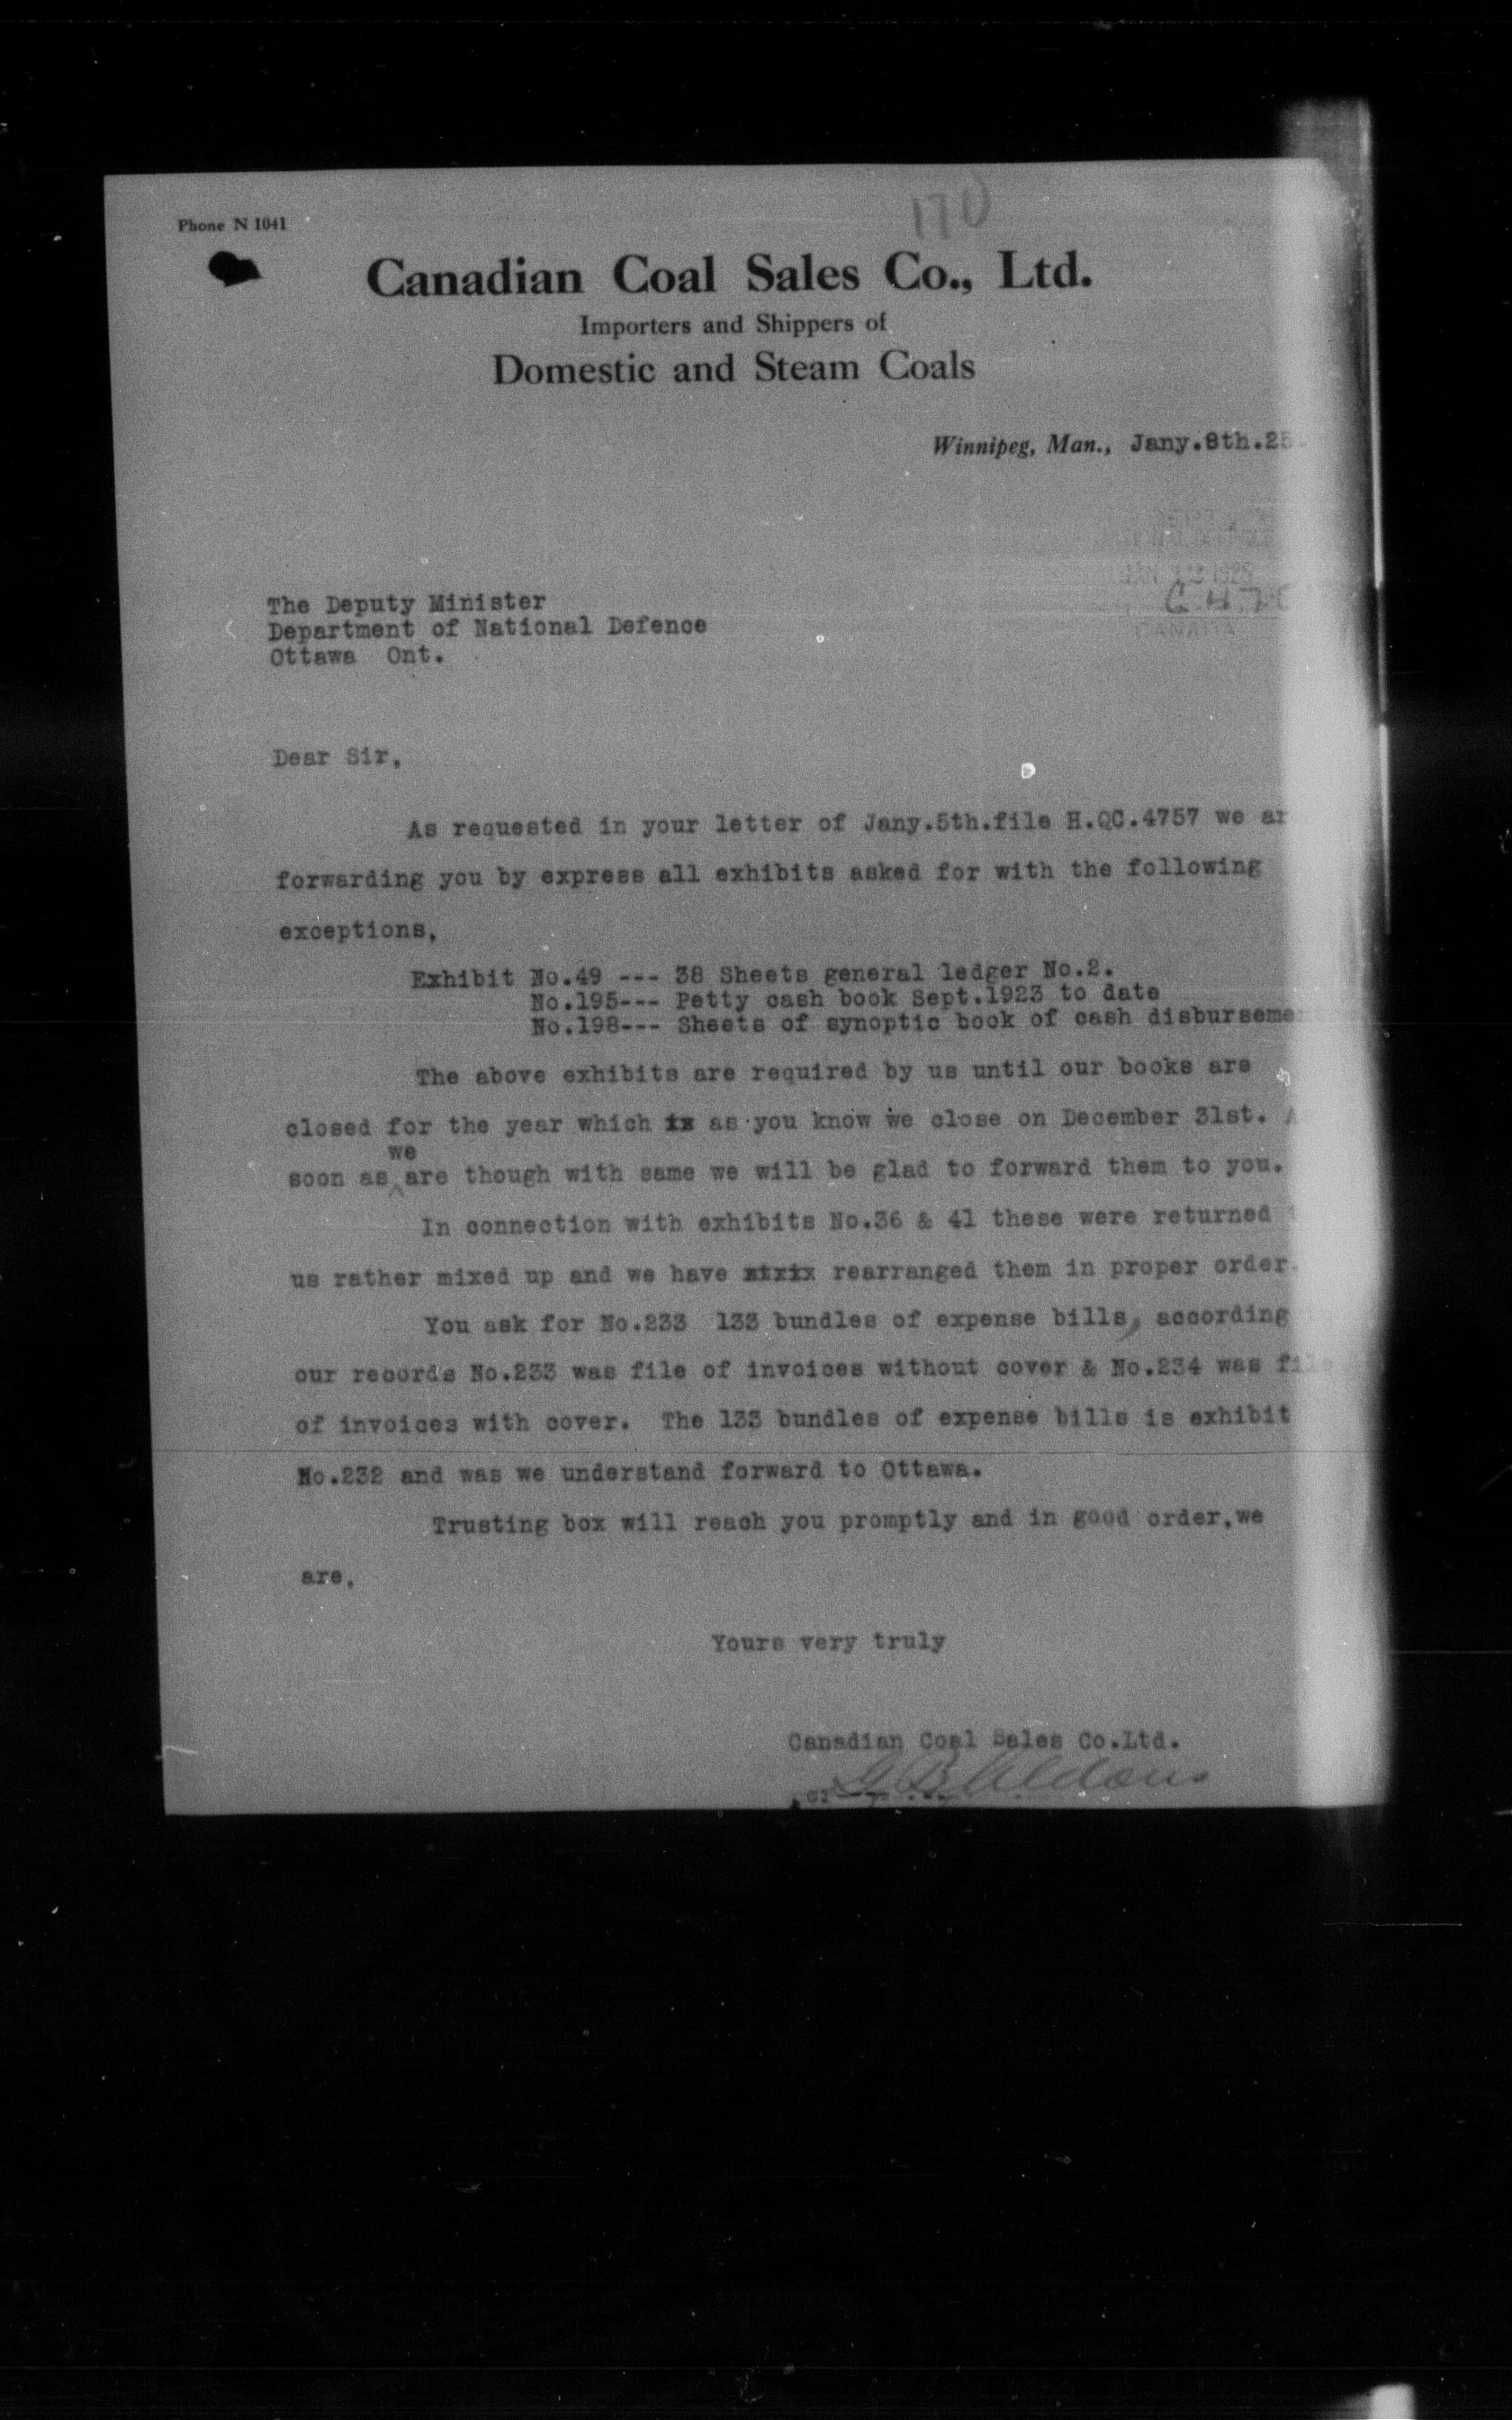 170
Phone N 1041
Canadian Coal Sales Co., Ltd.
Importers and Shippers of
Domestic and Steam Coals
Winnipeg, Man., Jany.8th.25.
JAN 12 1925
CANADA
The Deputy Minister
Department of National Defence
Ottawa Ont.
Dear Sir,
As requested in your letter of Jany.5th.file H.QC.4757 we ar
forwarding you by express all exhibits asked for with the following
exceptions,
Exhibit No.49 --- 38 Sheets general ledger No.2.
No.195--- Petty cash book Sept.1923 to date
No.198--- Sheets of synoptic book of cash disburseme
The above exhibits are required by us until our books are
closed for the year which as you know we close on December 31st. A
we
soon as are though with same we will be glad to forward them to you.
In connection with exhibits No.36 & 41 these were returned
us rather mixed up and we have rearranged them in proper order.
You ask for No.233 133 bundles of expense bills, according
our records No.233 was file of invoices without cover & No.234 was file
of invoices with cover. The 133 bundles of expense bills is exhibit
No.232 and was we understand forward to Ottawa.
Trusting box will reach you promptly and in good order,we
are,
Yours very truly
Canadian Coal Sales Co.Ltd.